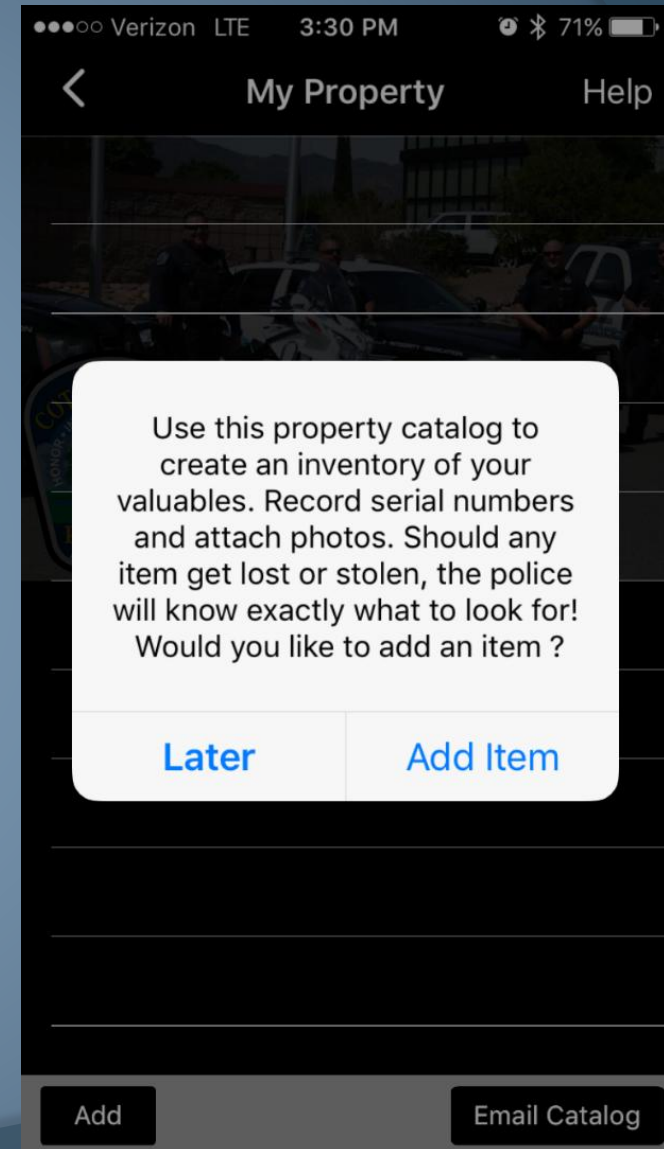 Verizon LTE 3:30 PM 71%
My Property Help
COT
HONOR
Use this property catalog to
create an inventory of your
valuables. Record serial numbers
and attach photos. Should any
item get lost or stolen, the police
will know exactly what to look for!
Would you like to add an item ?
Later Add Item
Add Email Catalog